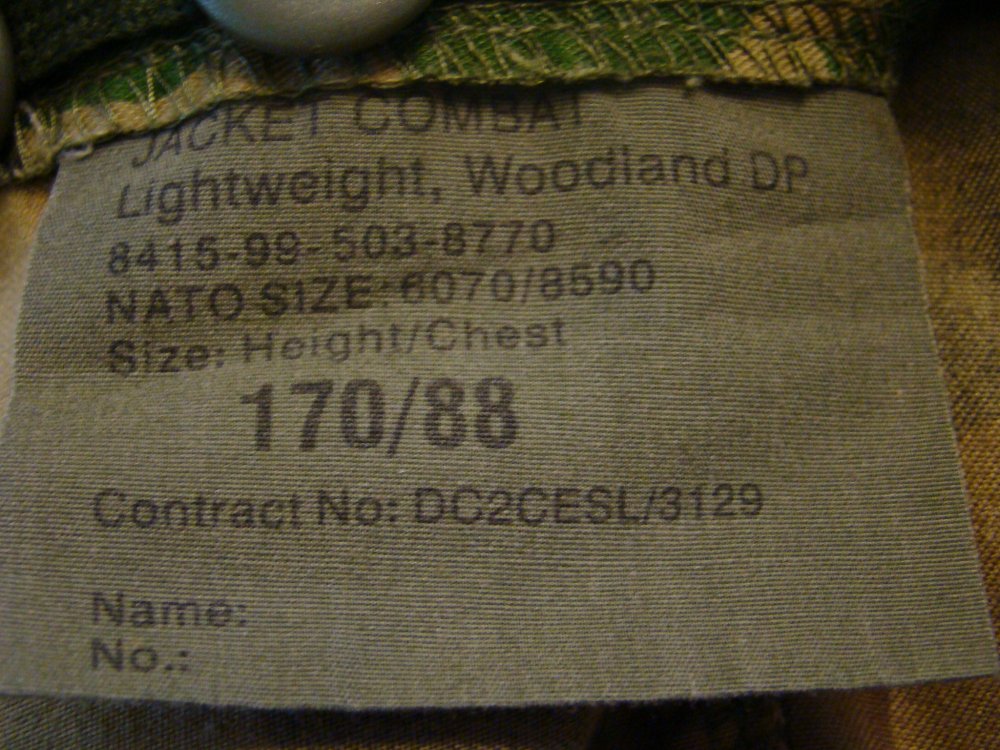 JACKET COMBAT
Lightweight, Woodland DP
8415-99-503-8770
NATO SIZE: 6070/8590
Size: Height/Chest
170/88
Contract No: DC2CESL/3129
Name:
No.: